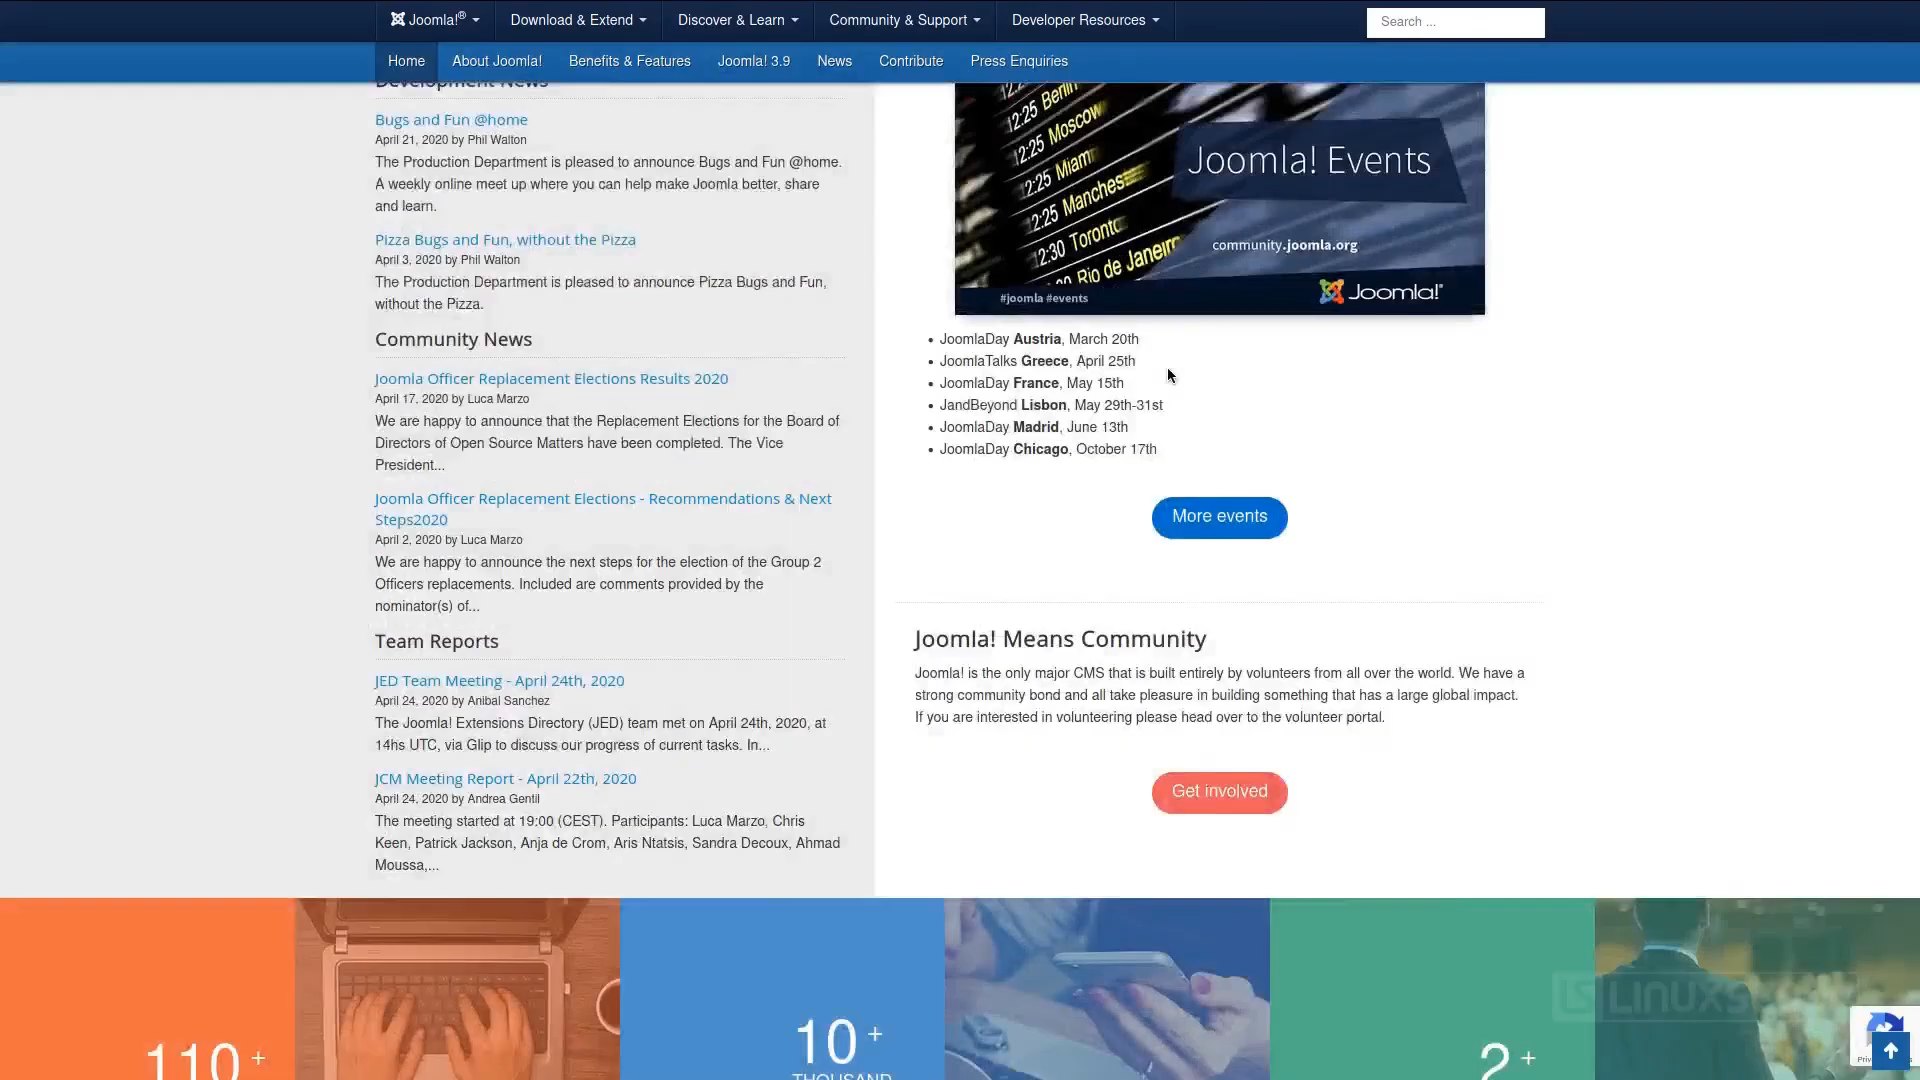 Joomla!® Download & Extend Discover & Learn Community & Support Developer Resources Search ...
Home About Joomla! Benefits & Features Joomla! 3.9 News Contribute Press Enquiries
Development News
Bugs and Fun @home
April 21, 2020 by Phil Walton
The Production Department is pleased to announce Bugs and Fun @home.
A weekly online meet up where you can help make Joomla better, share
and learn.
Pizza Bugs and Fun, without the Pizza
April 3, 2020 by Phil Walton
The Production Department is pleased to announce Pizza Bugs and Fun,
without the Pizza.
Community News
Joomla Officer Replacement Elections Results 2020
April 17, 2020 by Luca Marzo
We are happy to announce that the Replacement Elections for the Board of
Directors of Open Source Matters have been completed. The Vice
President...
Joomla Officer Replacement Elections - Recommendations & Next
Steps2020
April 2, 2020 by Luca Marzo
We are happy to announce the next steps for the election of the Group 2
Officers replacements. Included are comments provided by the
nominator(s) of...
Team Reports
JED Team Meeting - April 24th, 2020
April 24, 2020 by Anibal Sanchez
The Joomla! Extensions Directory (JED) team met on April 24th, 2020, at
14hs UTC, via Glip to discuss our progress of current tasks. In...
JCM Meeting Report - April 22th, 2020
April 24, 2020 by Andrea Gentil
The meeting started at 19:00 (CEST). Participants: Luca Marzo, Chris
Keen, Patrick Jackson, Anja de Crom, Aris Ntatsis, Sandra Decoux, Ahmad
Moussa,...
12:25 Berlin
12:25 Moscow
12:25 Miami
2:25 Manches
12:30 Toronto
Rio de Janeiro
Joomla! Events
community.joomla.org
#joomla #events
Joomla!®
• JoomlaDay Austria, March 20th
• JoomlaTalks Greece, April 25th
• JoomlaDay France, May 15th
• JandBeyond Lisbon, May 29th-31st
• JoomlaDay Madrid, June 13th
• JoomlaDay Chicago, October 17th
More events
Joomla! Means Community
Joomla! is the only major CMS that is built entirely by volunteers from all over the world. We have a
strong community bond and all take pleasure in building something that has a large global impact.
If you are interested in volunteering please head over to the volunteer portal.
Get involved
110 +
10 +
THOUSAND
2 +
LS LINUXS